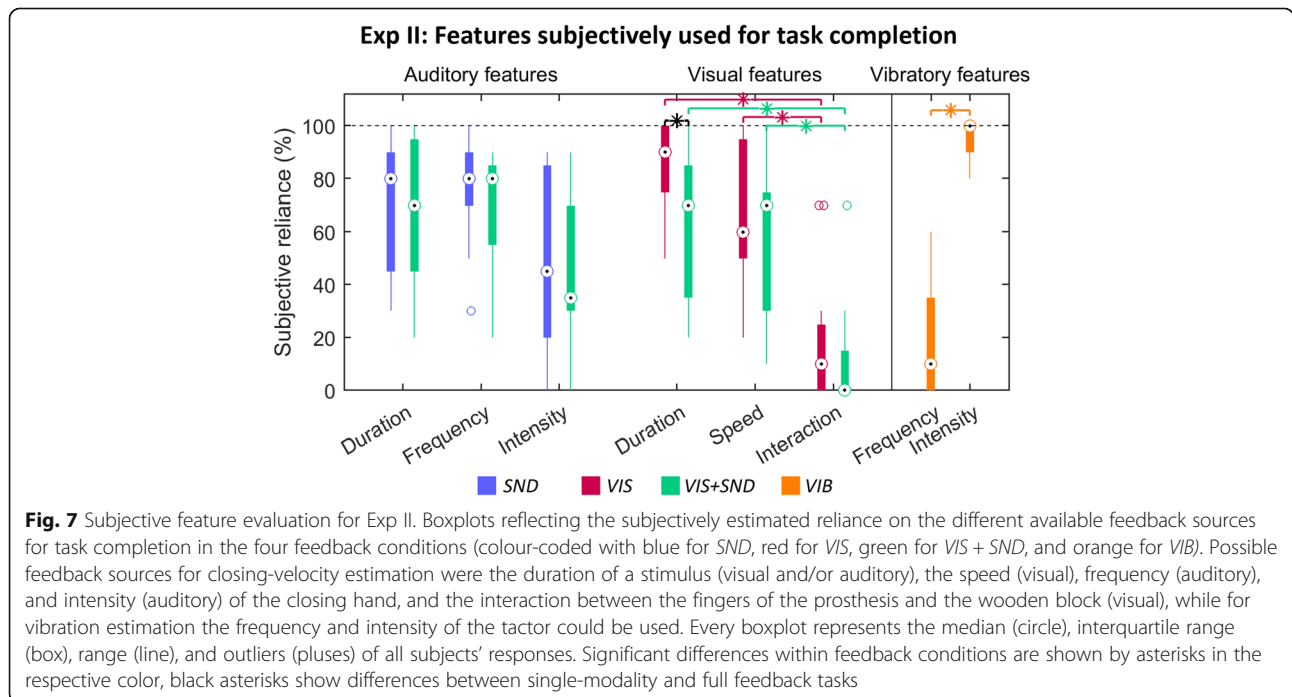 Exp II: Features subjectively used for task completion
Auditory features Visual features Vibratory features
Subjective reliance (%)
100
80
60
40
20
0
Duration Frequency Intensity Duration Speed Interaction Frequency Intensity
SND VIS VIS+SND VIB
Fig. 7 Subjective feature evaluation for Exp II. Boxplots reflecting the subjectively estimated reliance on the different available feedback sources
for task completion in the four feedback conditions (colour-coded with blue for SND, red for VIS, green for VIS + SND, and orange for VIB). Possible
feedback sources for closing-velocity estimation were the duration of a stimulus (visual and/or auditory), the speed (visual), frequency (auditory),
and intensity (auditory) of the closing hand, and the interaction between the fingers of the prosthesis and the wooden block (visual), while for
vibration estimation the frequency and intensity of the tactor could be used. Every boxplot represents the median (circle), interquartile range
(box), range (line), and outliers (pluses) of all subjects' responses. Significant differences within feedback conditions are shown by asterisks in the
respective color, black asterisks show differences between single-modality and full feedback tasks